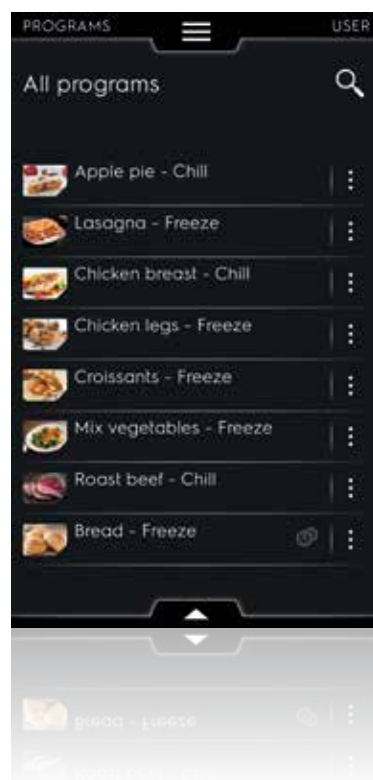 PROGRAMS USER
All programs
Apple pie - Chill
Lasagna - Freeze
Chicken breast - Chill
Chicken legs - Freeze
Croissants - Freeze
Mix vegetables - Freeze
Roast beef - Chill
Bread - Freeze